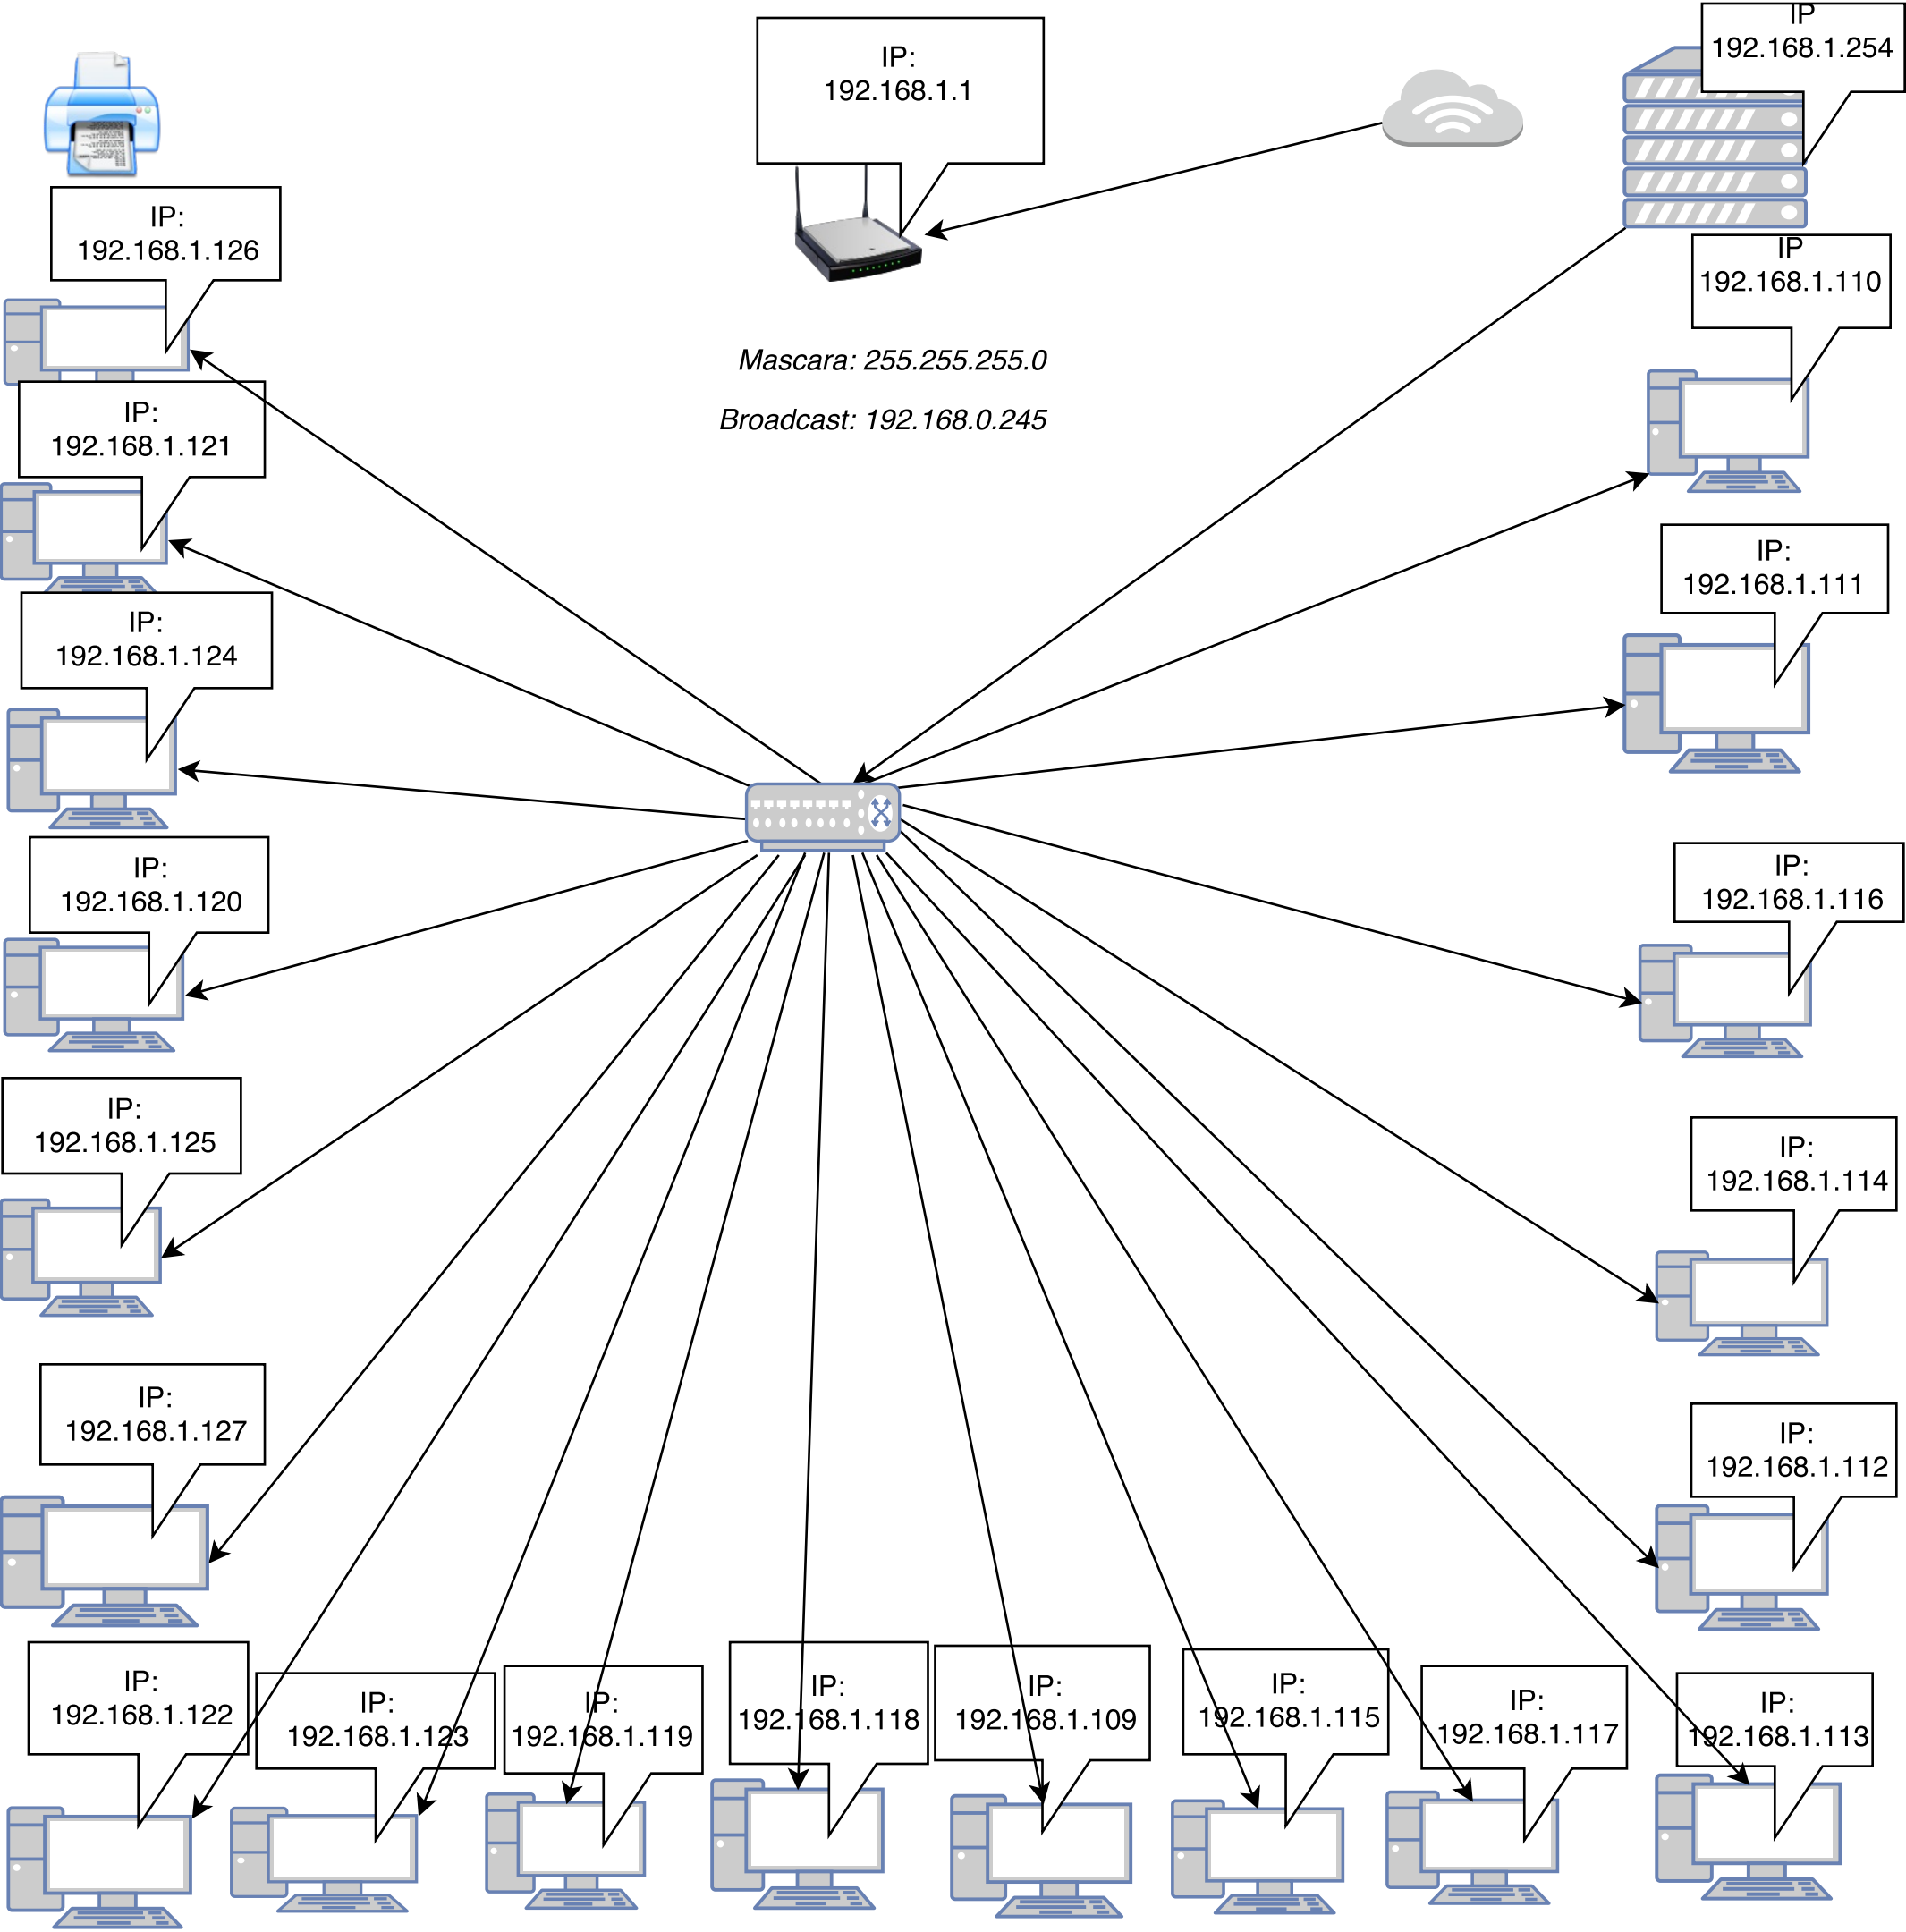 IP:
192.168.1.1
IP
192.168.1.254
IP:
192.168.1.126
IP
192.168.1.110
Mascara: 255.255.255.0
Broadcast: 192.168.0.245
IP:
192.168.1.121
IP:
192.168.1.111
IP:
192.168.1.124
IP:
192.168.1.120
IP:
192.168.1.116
IP:
192.168.1.125
IP:
192.168.1.114
IP:
192.168.1.127
IP:
192.168.1.112
IP:
192.168.1.122
IP:
192.168.1.123
IP:
192.168.1.119
IP:
192.168.1.118
IP:
192.168.1.109
IP:
192.168.1.115
IP:
192.168.1.117
IP:
192.168.1.113